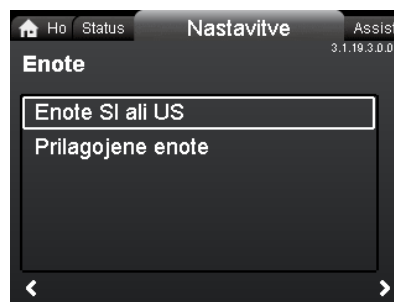 Ho Status Nastavitve Assist
3.1.19.3.0.0
Enote
Enote SI ali US
Prilagojene enote